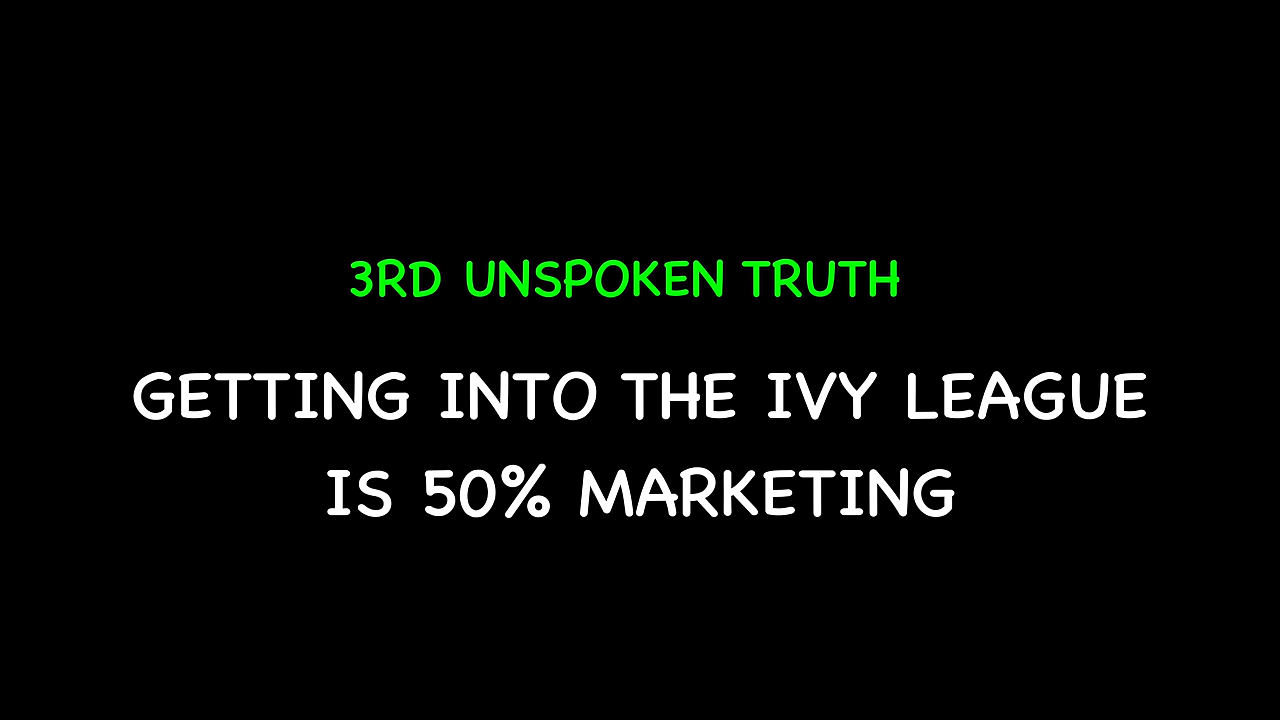 3RD UNSPOKEN TRUTH
GETTING INTO THE IVY LEAGUE
IS 50% MARKETING